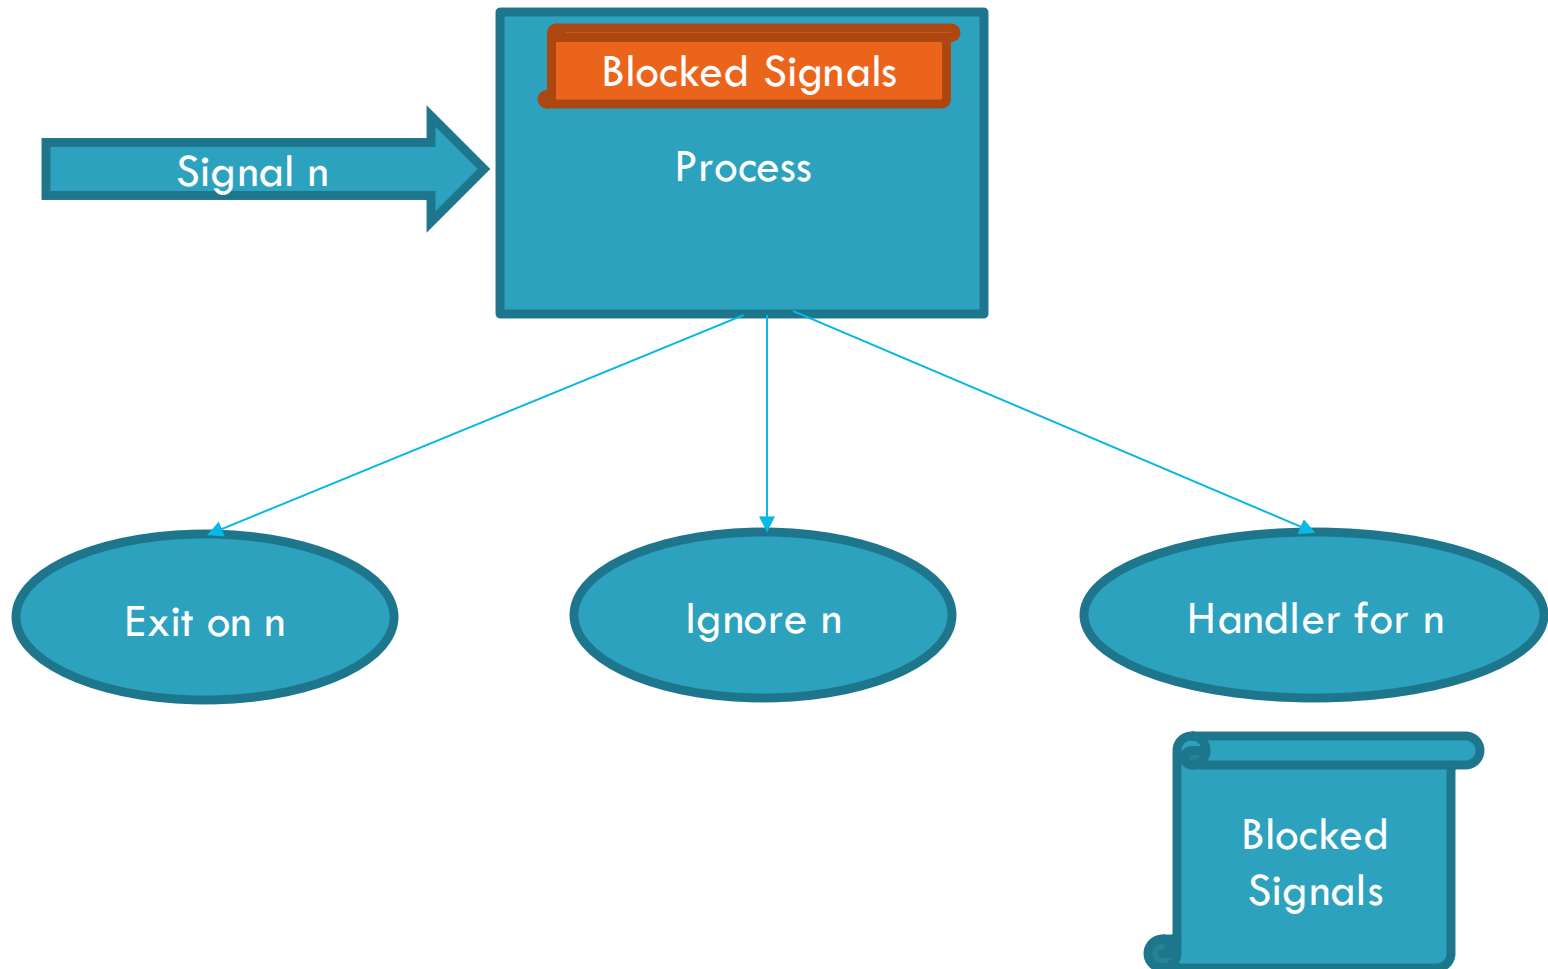 Blocked Signals
Signal n
Process
Exit on n
Ignore n
Handler for n
Blocked
Signals